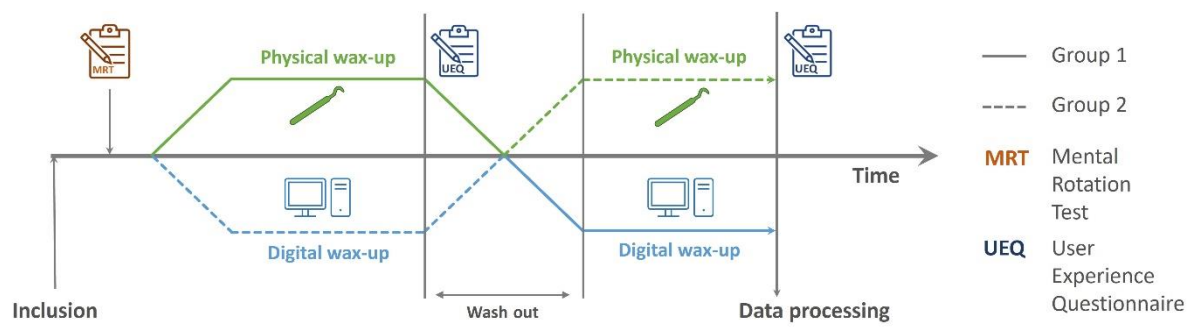 MRT
Physical wax-up
UEQ
Physical wax-up
UEQ
Group 1
Group 2
MRT Mental
Rotation
Test
Time
Digital wax-up
Digital wax-up
UEQ User
Experience
Questionnaire
Inclusion
Wash out
Data processing